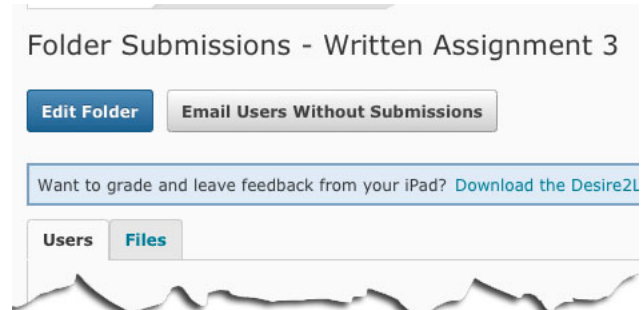 Folder Submissions - Written Assignment 3
Edit Folder Email Users Without Submissions
Want to grade and leave feedback from your iPad? Download the Desire2L
Users Files